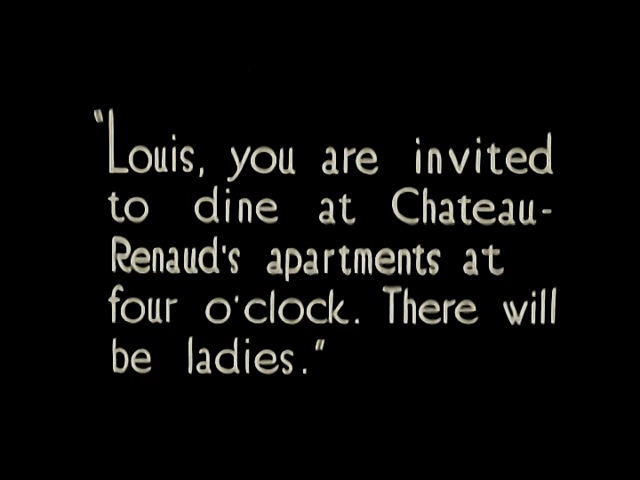 "Louis, you are invited
to dine at Chateau-
Renaud's apartments at
four o'clock. There will
be ladies."